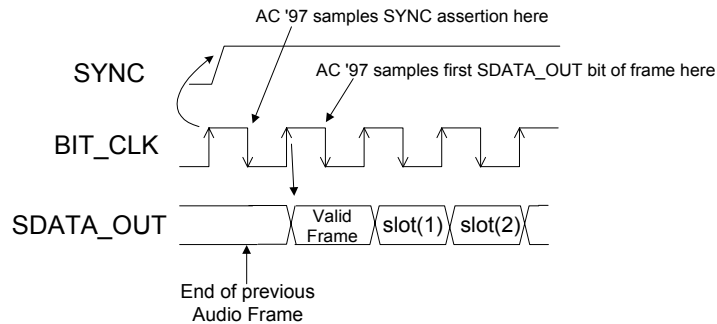 AC '97 samples SYNC assertion here
SYNC
AC '97 samples first SDATA_OUT bit of frame here
BIT_CLK
SDATA_OUT
Valid
Frame
slot(1)
slot(2)
End of previous
Audio Frame